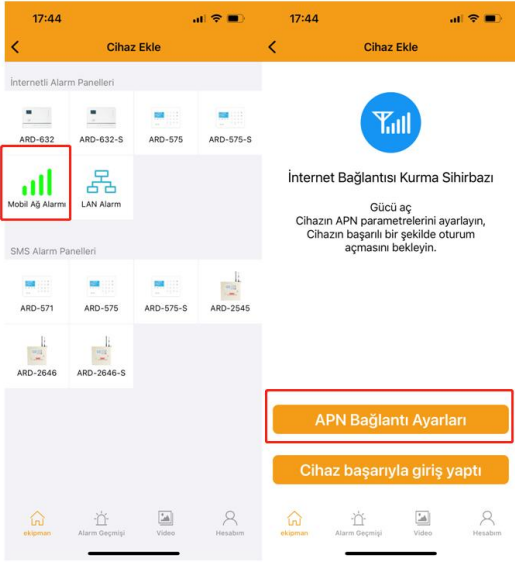 17:44
Cihaz Ekle
İnternetli Alarm Panelleri
ARD-632 ARD-632-S ARD-575 ARD-575-S
Mobil Ağ Alarmı LAN Alarm
SMS Alarm Panelleri
ARD-571 ARD-575 ARD-575-S ARD-2545
ARD-2646 ARD-2646-S
ekipman Alarm Geçmişi Video Hesabım
17:44
Cihaz Ekle
İnternet Bağlantısı Kurma Sihirbazı
Gücü aç
Cihazın APN parametrelerini ayarlayın,
Cihazın başarılı bir şekilde oturum
açmasını bekleyin.
APN Bağlantı Ayarları
Cihaz başarıyla giriş yaptı
ekipman Alarm Geçmişi Video Hesabım